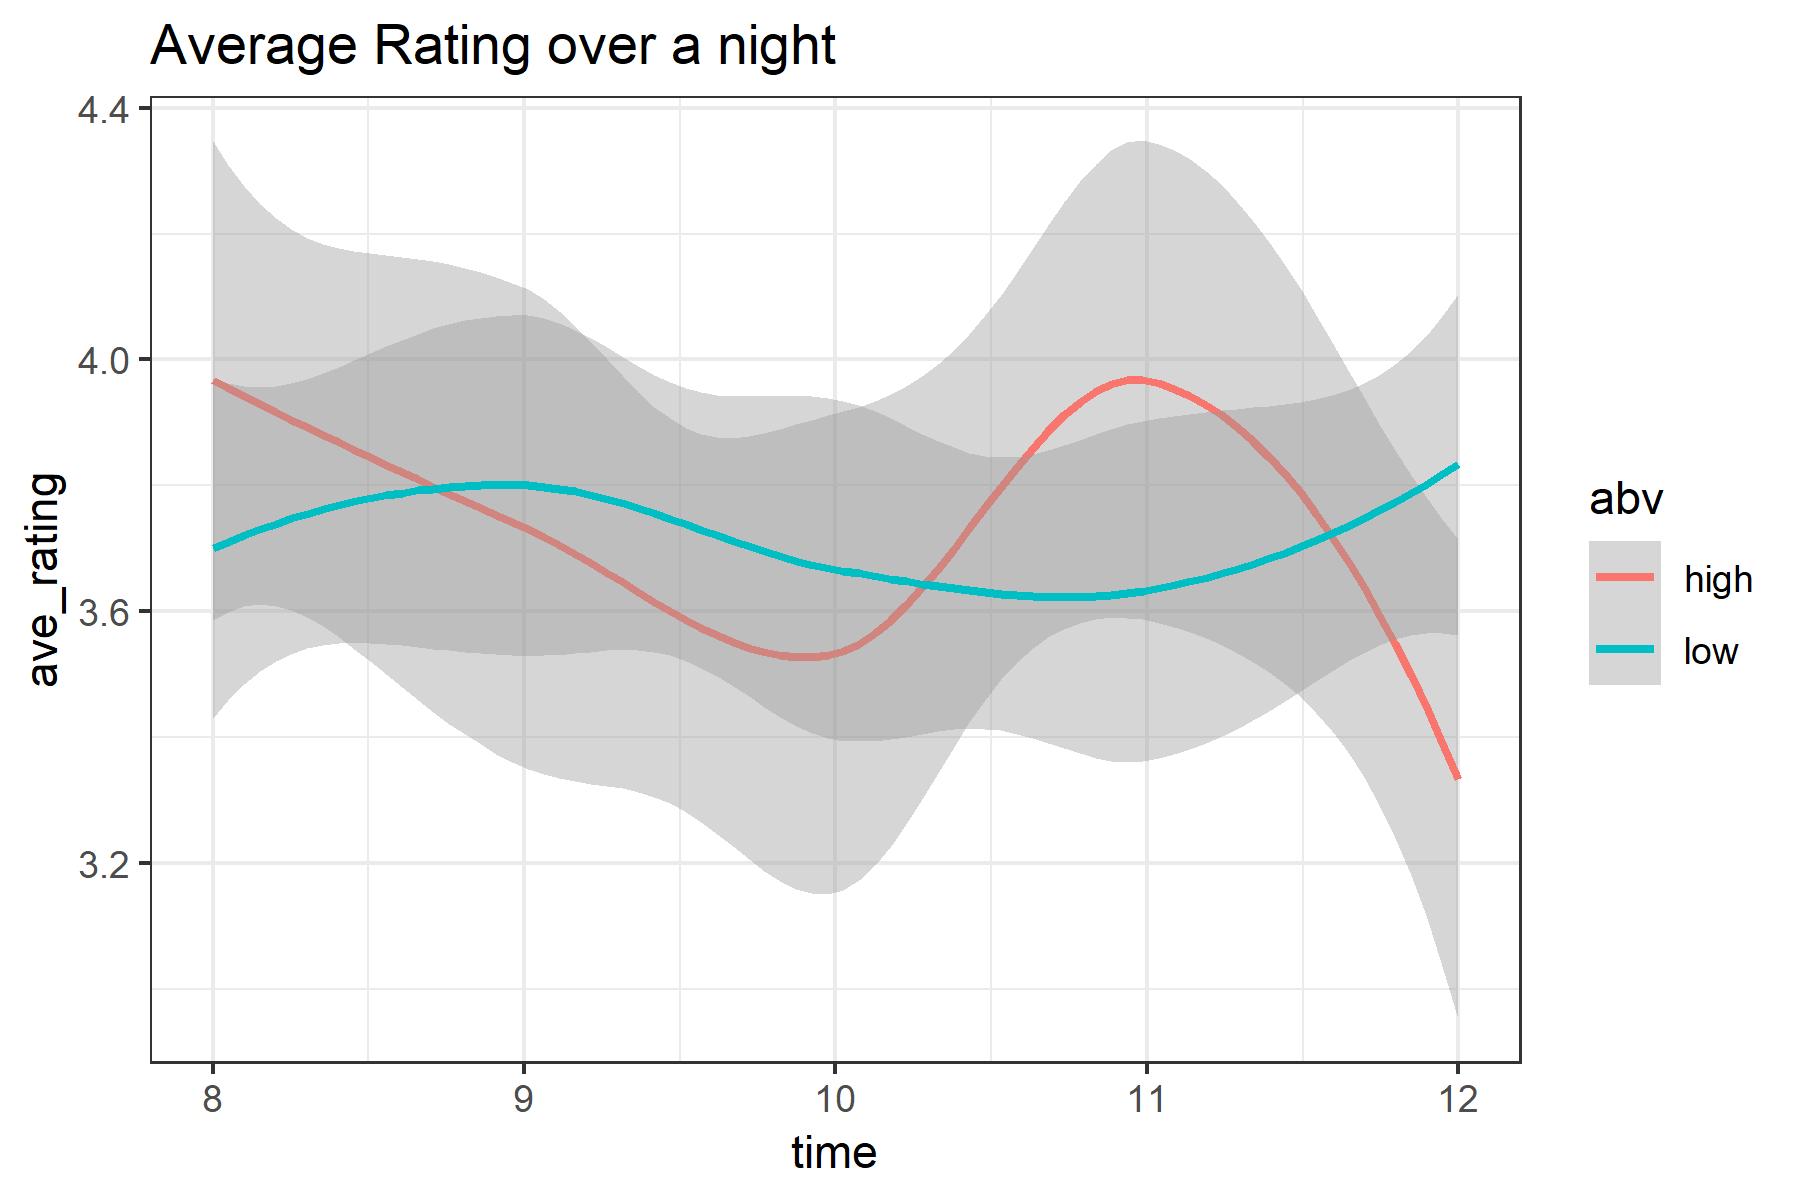 Average Rating over a night
4.4
4.0
3.6
3.2
ave_rating
8 9 10 11 12
time
abv
high
low